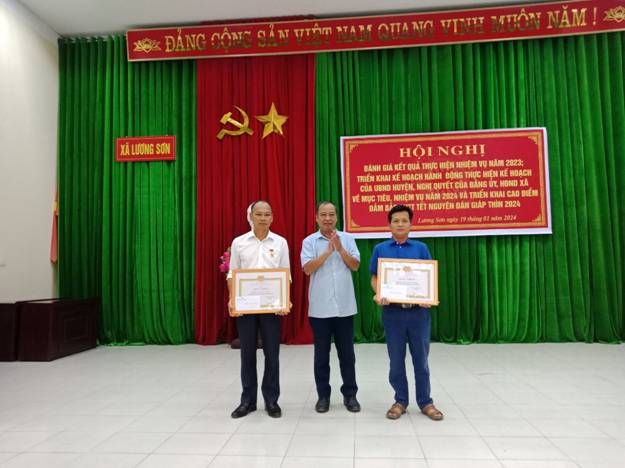 ĐẢNG CỘNG SẢN VIỆT NAM QUANG VINH MUÔN NĂM
XÃ LƯƠNG SƠN
HỘI NGHỊ
ĐÁNH GIÁ KẾT QUẢ THỰC HIỆN NHIỆM VỤ NĂM 2023;
TRIỂN KHAI KẾ HOẠCH HÀNH ĐỘNG THỰC HIỆN KẾ HOẠCH
CỦA UBND HUYỆN, NGHỊ QUYẾT CỦA ĐẢNG ỦY, HĐND XÃ
VỀ MỤC TIÊU, NHIỆM VỤ NĂM 2024 VÀ TRIỂN KHAI CAO ĐIỂM
ĐẢM BẢO TẾT NGUYÊN ĐÁN GIÁP THÌN 2024
Lương Sơn ngày 19 tháng 01 năm 2024